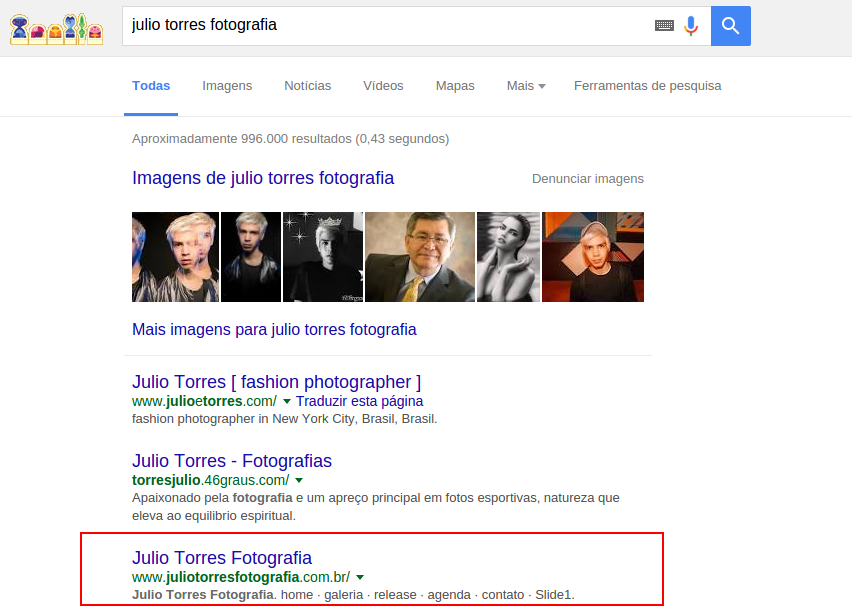 julio torres fotografia
Todas Imagens Notícias Vídeos Mapas Mais Ferramentas de pesquisa
Aproximadamente 996.000 resultados (0,43 segundos)
Imagens de julio torres fotografia Denunciar imagens
Mais imagens para julio torres fotografia
Julio Torres [ fashion photographer ]
www.julioetorres.com/ Traduzir esta página
fashion photographer in New York City, Brasil, Brasil.
Julio Torres - Fotografias
torresjulio.46graus.com/
Apaixonado pela fotografia e um apreço principal em fotos esportivas, natureza que
eleva ao equilibrio espiritual.
Julio Torres Fotografia
www.juliotorresfotografia.com.br/
Julio Torres Fotografia. home · galeria · release · agenda · contato · Slide1.